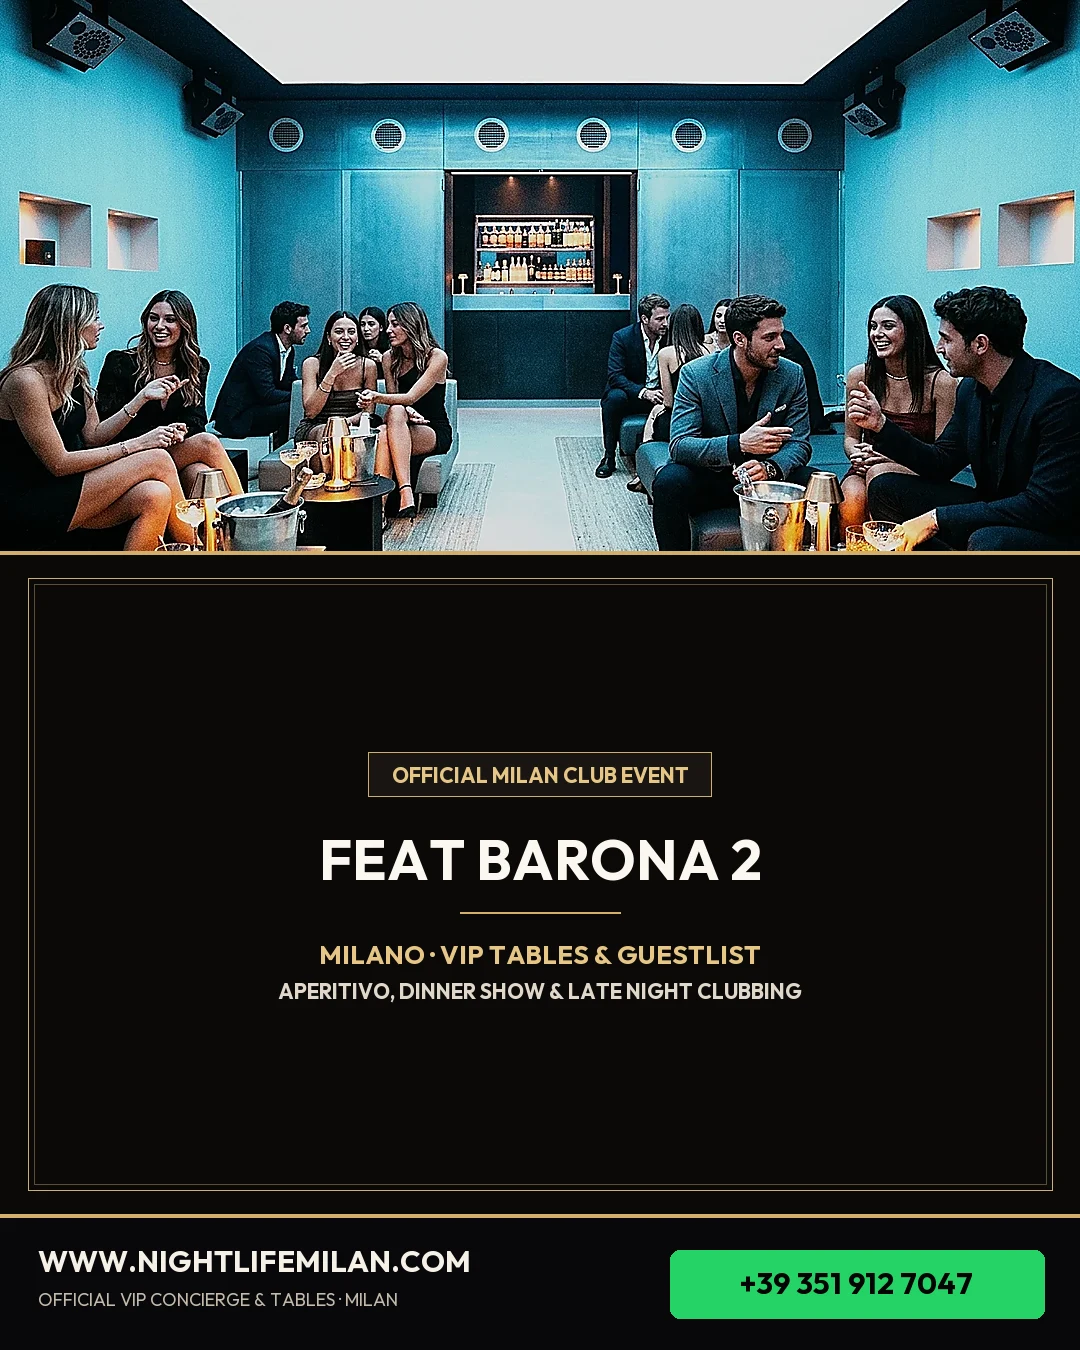 OFFICIAL MILAN CLUB EVENT
FEAT BARONA 2
MILANO · VIP TABLES & GUESTLIST
APERITIVO, DINNER SHOW & LATE NIGHT CLUBBING
WWW.NIGHTLIFEMILAN.COM
OFFICIAL VIP CONCIERGE & TABLES · MILAN
+39 351 912 7047